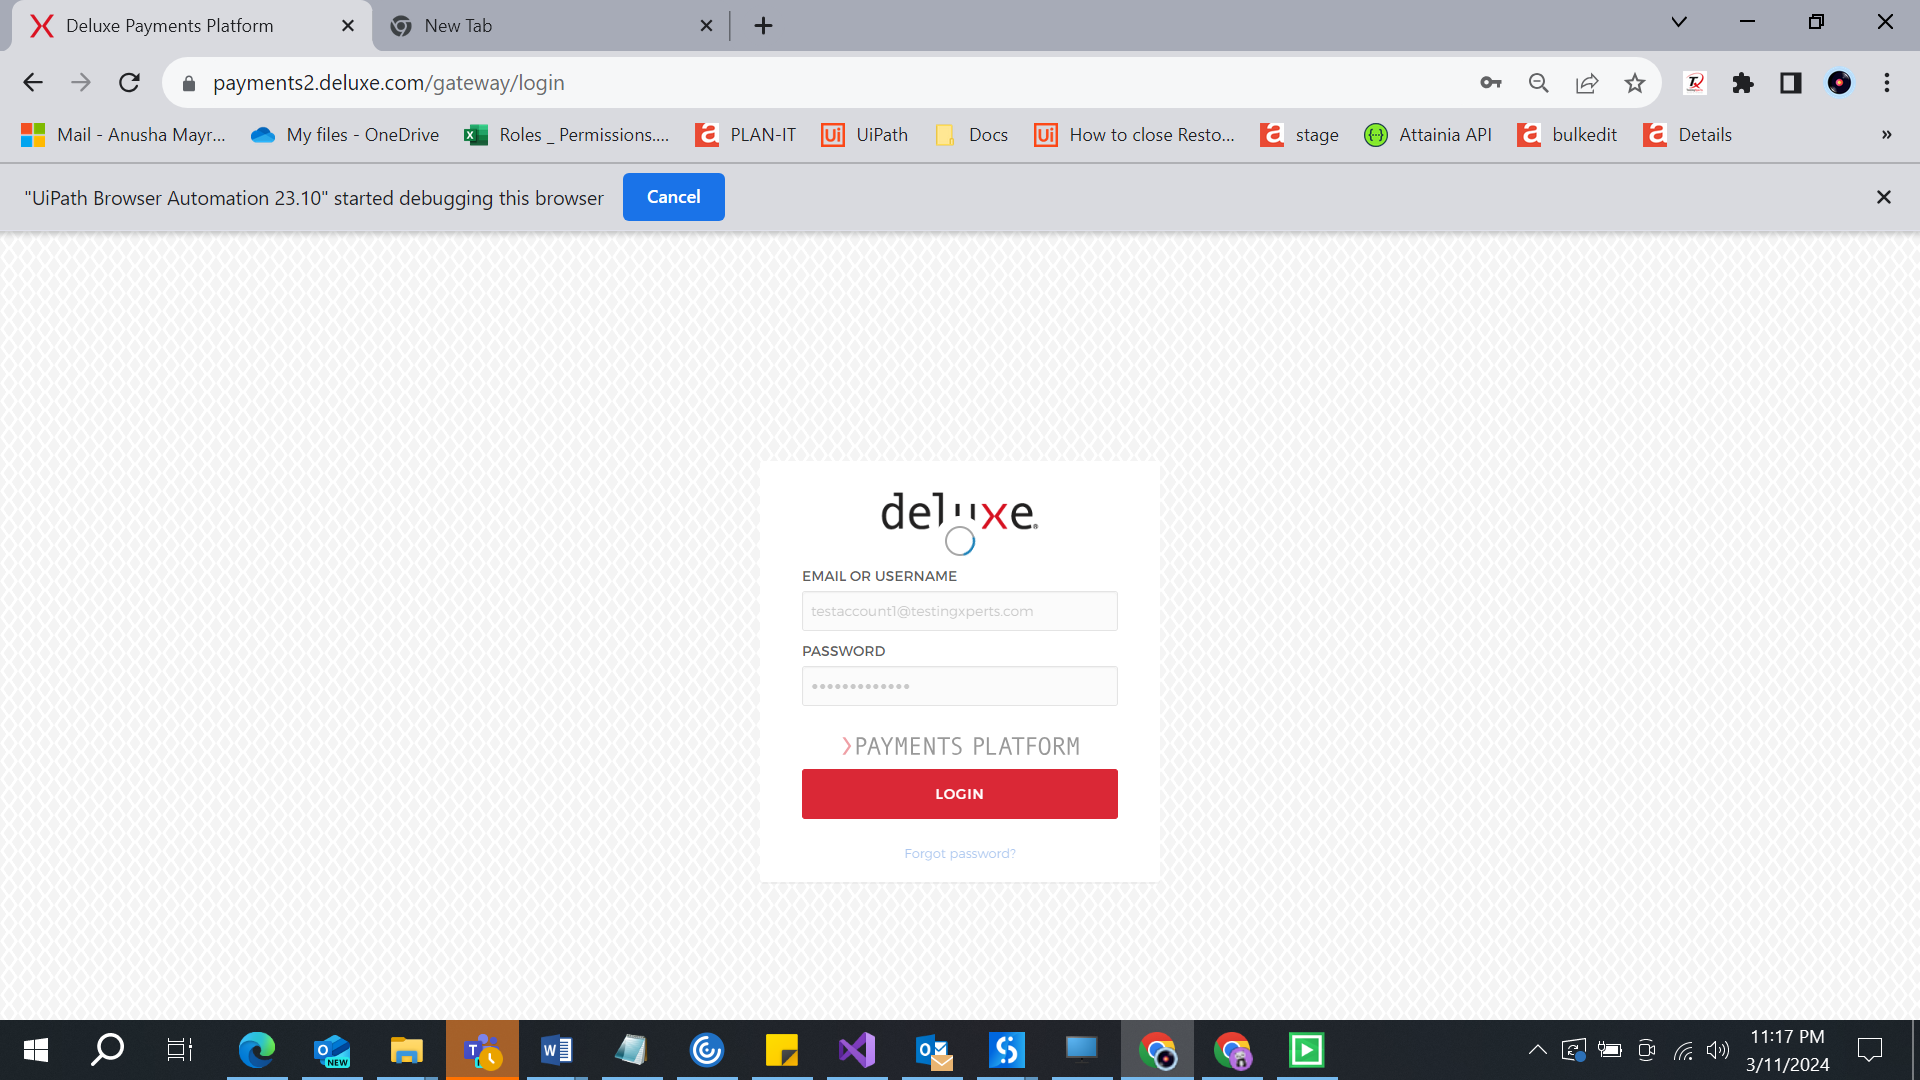 Deluxe Payments Platform
New Tab
payments2.deluxe.com/gateway/login
Mail - Anusha Mayr...
My files - OneDrive
Roles _ Permissions....
PLAN-IT
UiPath
Docs
How to close Resto...
stage
Attainia API
bulkedit
Details
»
"UiPath Browser Automation 23.10" started debugging this browser
Cancel
deluxe
EMAIL OR USERNAME
testaccount1@testingxperts.com
PASSWORD
•••••••••••••
PAYMENTS PLATFORM
LOGIN
Forgot password?
NEW
11:17 PM
3/11/2024